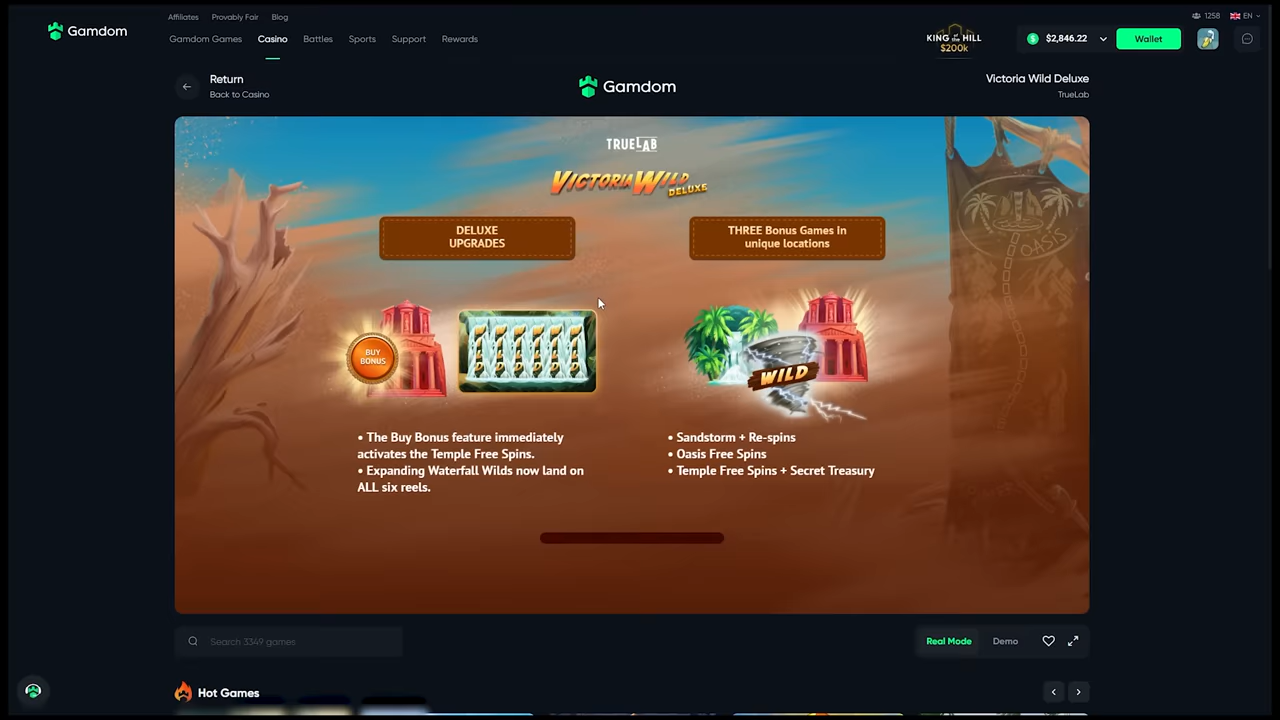 Affiliates Provably Fair Blog
1258 EN
Gamdom
Gamdom Games Casino Battles Sports Support Rewards
KING of the HILL
$200k
$2,846.22 Wallet
Return
Back to Casino
Gamdom
Victoria Wild Deluxe
TrueLab
TRUELAB
VICTORIA WILD
DELUXE
DELUXE
UPGRADES
THREE Bonus Games in
unique locations
BUY
BONUS
WILD
• The Buy Bonus feature immediately
activates the Temple Free Spins.
• Expanding Waterfall Wilds now land on
ALL six reels.
• Sandstorm + Re-spins
• Oasis Free Spins
• Temple Free Spins + Secret Treasury
OASIS
Search 3349 games
Real Mode Demo
Hot Games